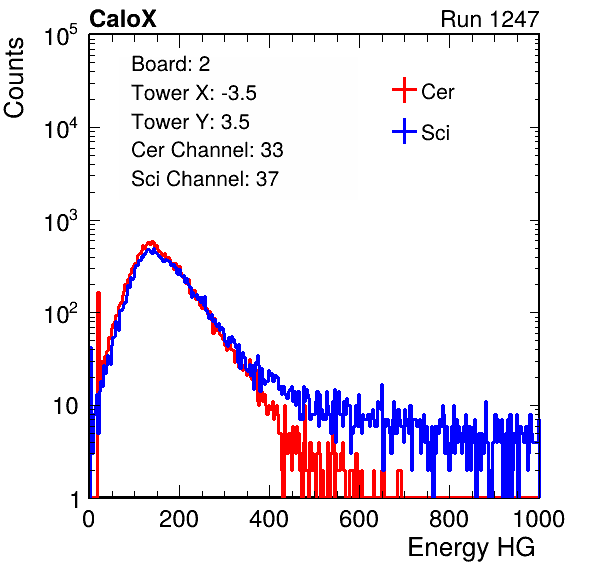 CaloX Run 1247
Counts
10^5
10^4
10^3
10^2
10
1
Board: 2
Tower X: -3.5
Tower Y: 3.5
Cer Channel: 33
Sci Channel: 37
Cer
Sci
0 200 400 600 800 1000
Energy HG